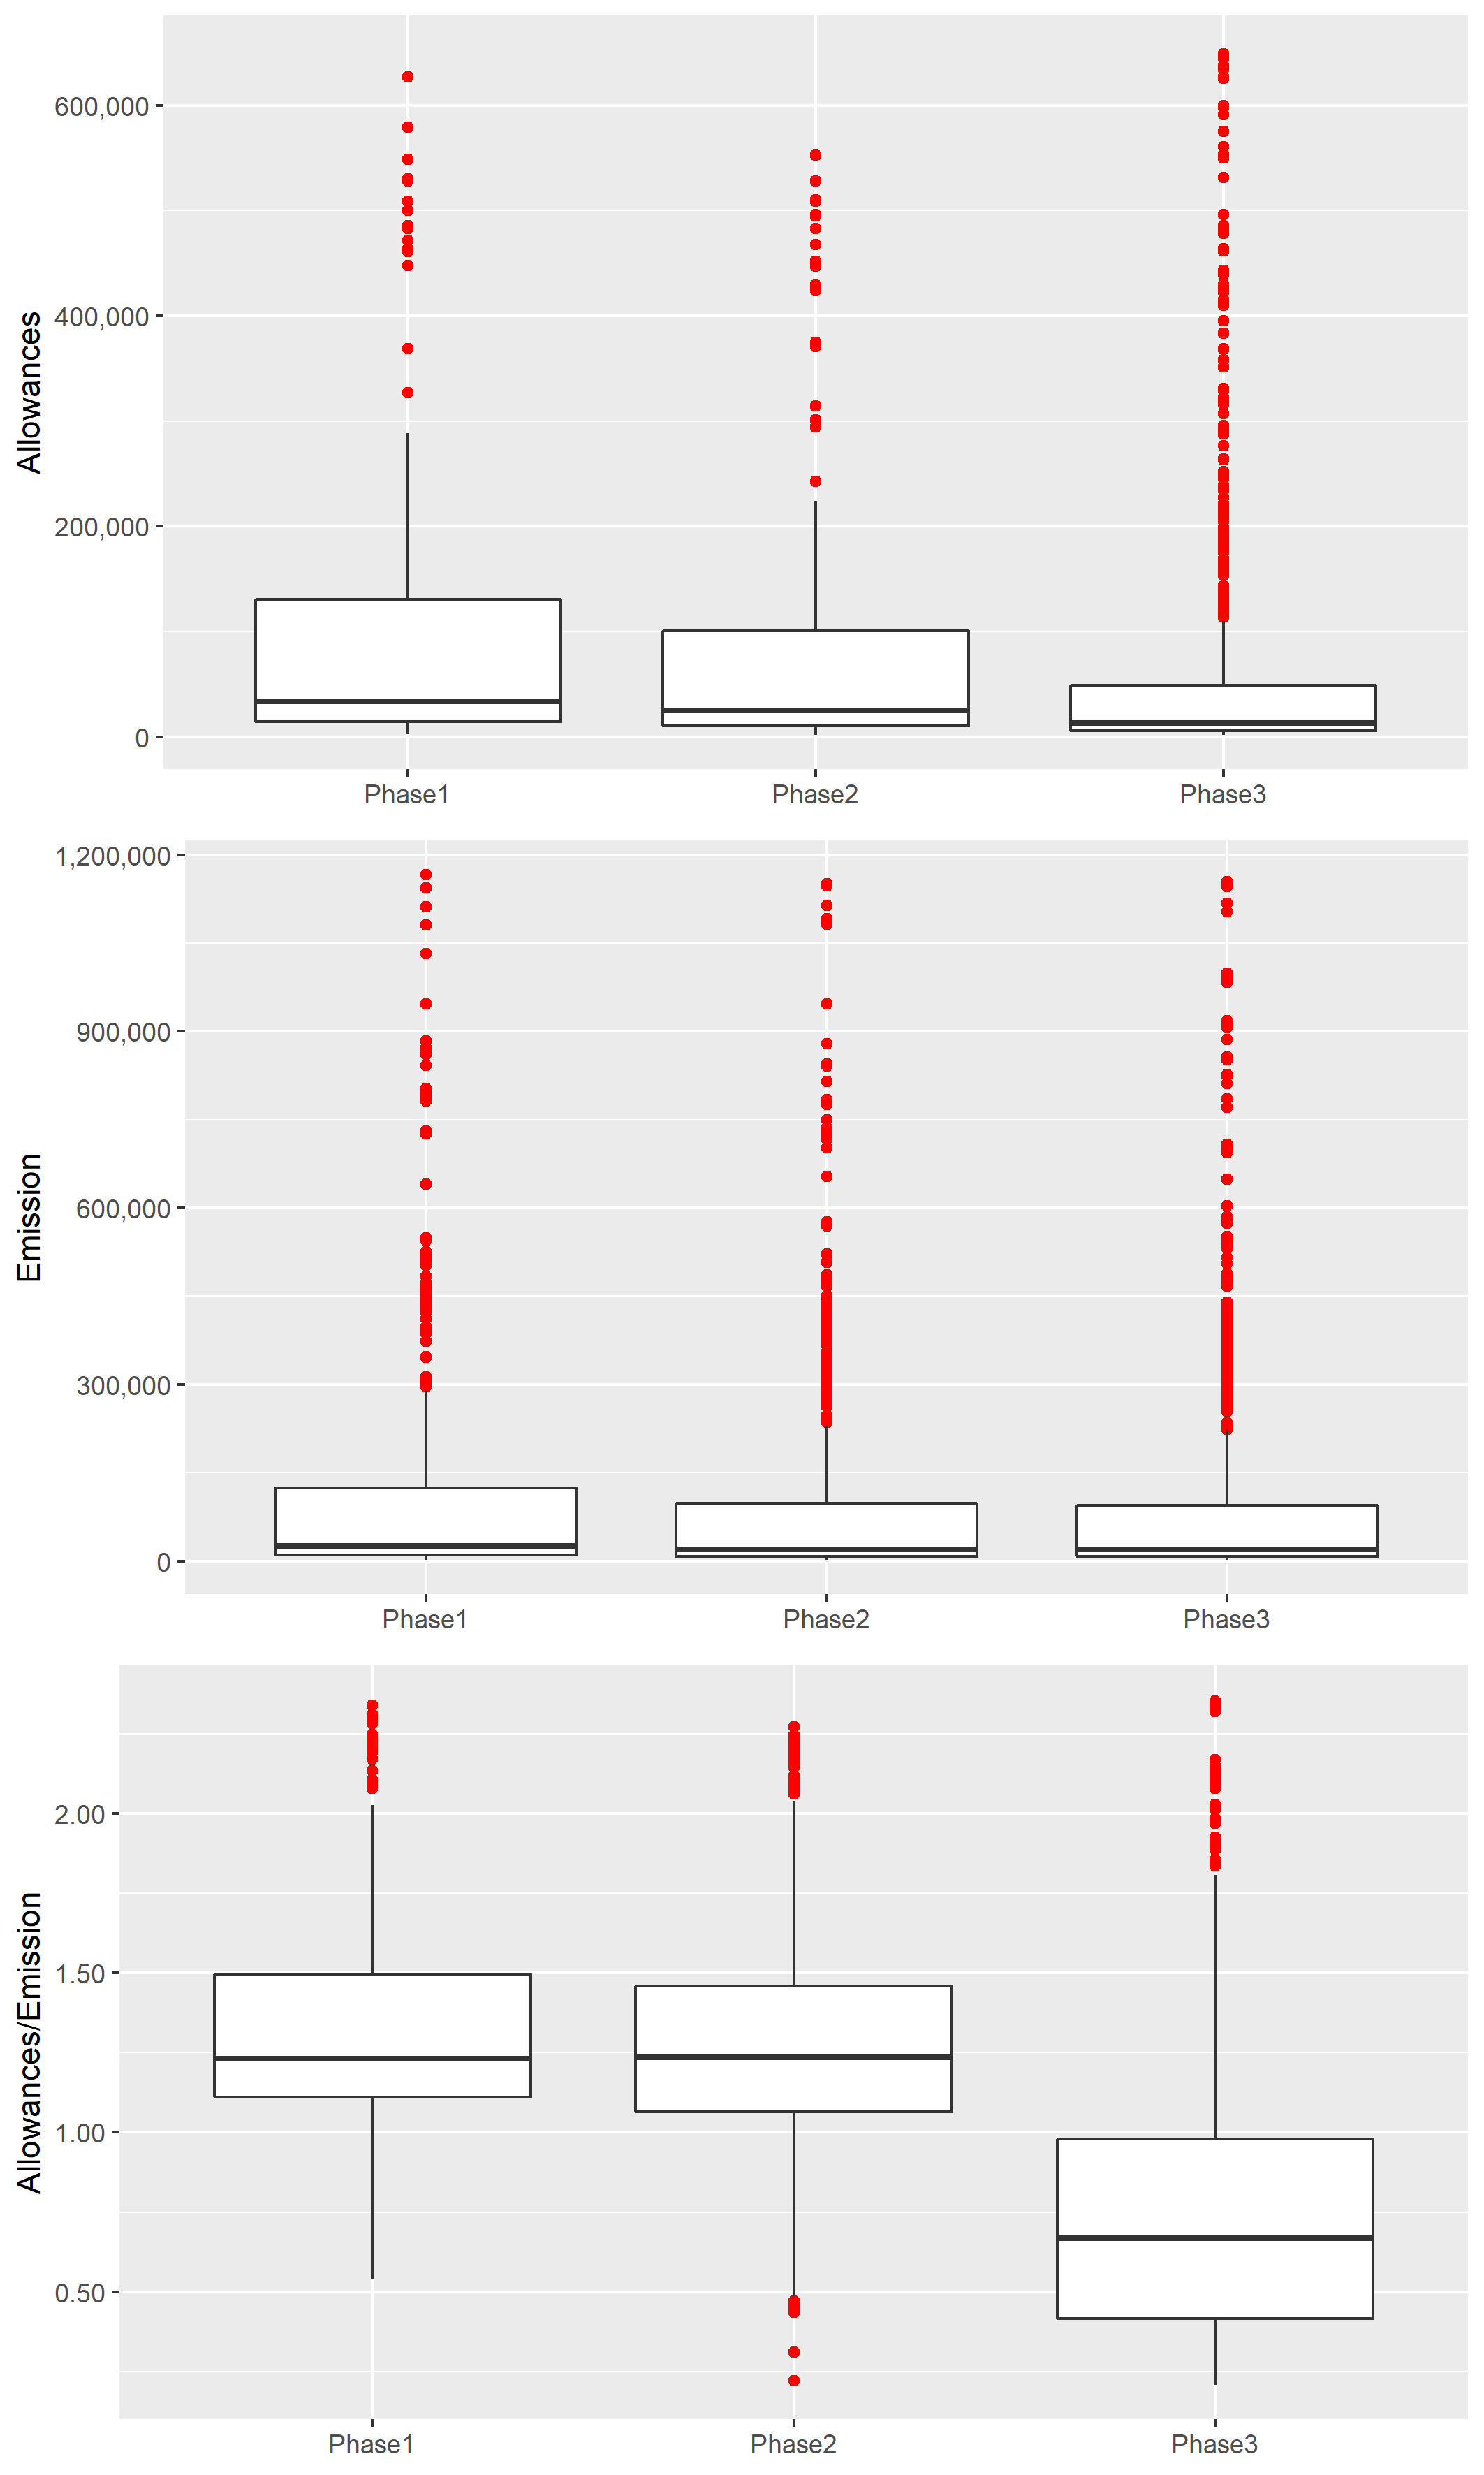 Allowances
600,000
400,000
200,000
0
Phase1 Phase2 Phase3
Emission
1,200,000
900,000
600,000
300,000
0
Phase1 Phase2 Phase3
Allowances/Emission
2.00
1.50
1.00
0.50
Phase1 Phase2 Phase3